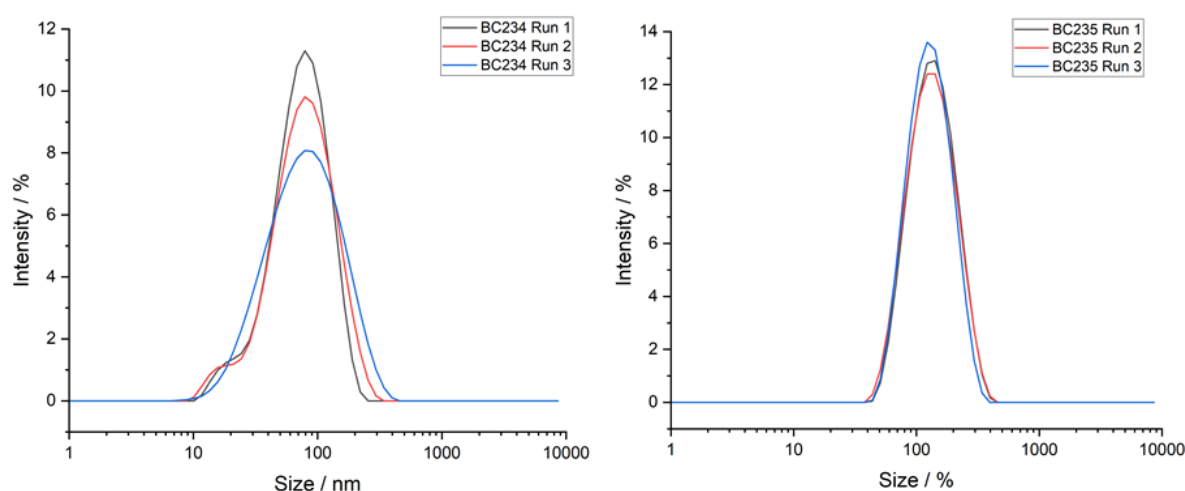 BC234 Run 1
BC234 Run 2
BC234 Run 3
12
10
8
6
4
2
0
Intensity / %
1
10
100
1000
10000
Size / nm
BC235 Run 1
BC235 Run 2
BC235 Run 3
14
12
10
8
6
4
2
0
Intensity / %
1
10
100
1000
10000
Size / %